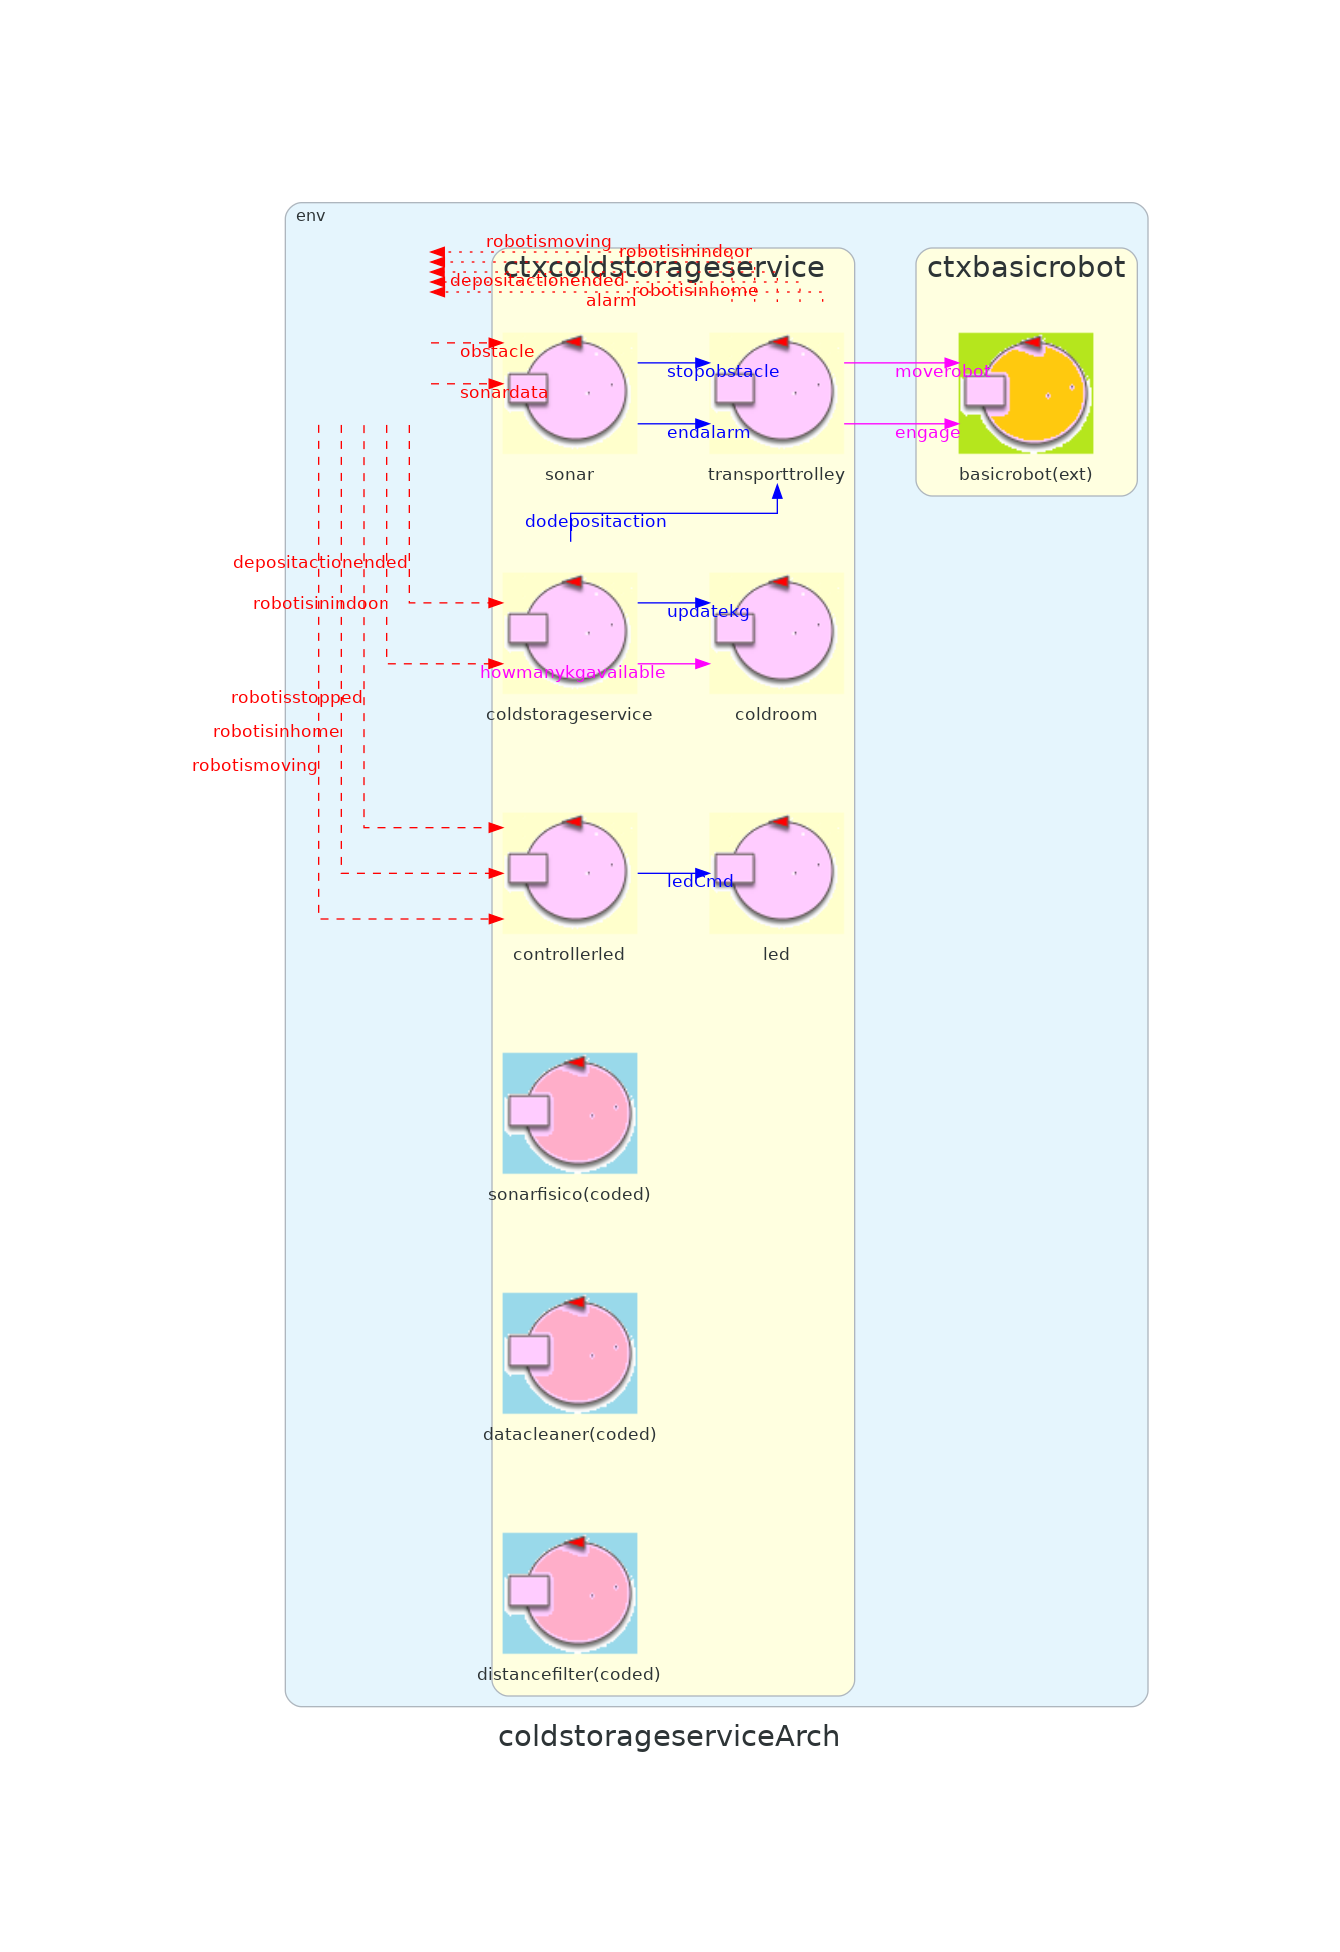 env
robotismoving
robotisinindoor
ctxcoldstorageservice
ctxbasicrobot
depositactionended
robotisinhome
alarm
obstacle
stopobstacle
moverobot
sonardata
endalarm
engage
sonar
transporttrolley
basicrobot(ext)
dodepositaction
depositactionended
robotisinindoor
updatekg
howmanykgavailable
robotisstopped
coldstorageservice
coldroom
robotisinhome
robotismoving
ledCmd
controllerled
led
sonarfisico(coded)
datacleaner(coded)
distancefilter(coded)
coldstorageserviceArch